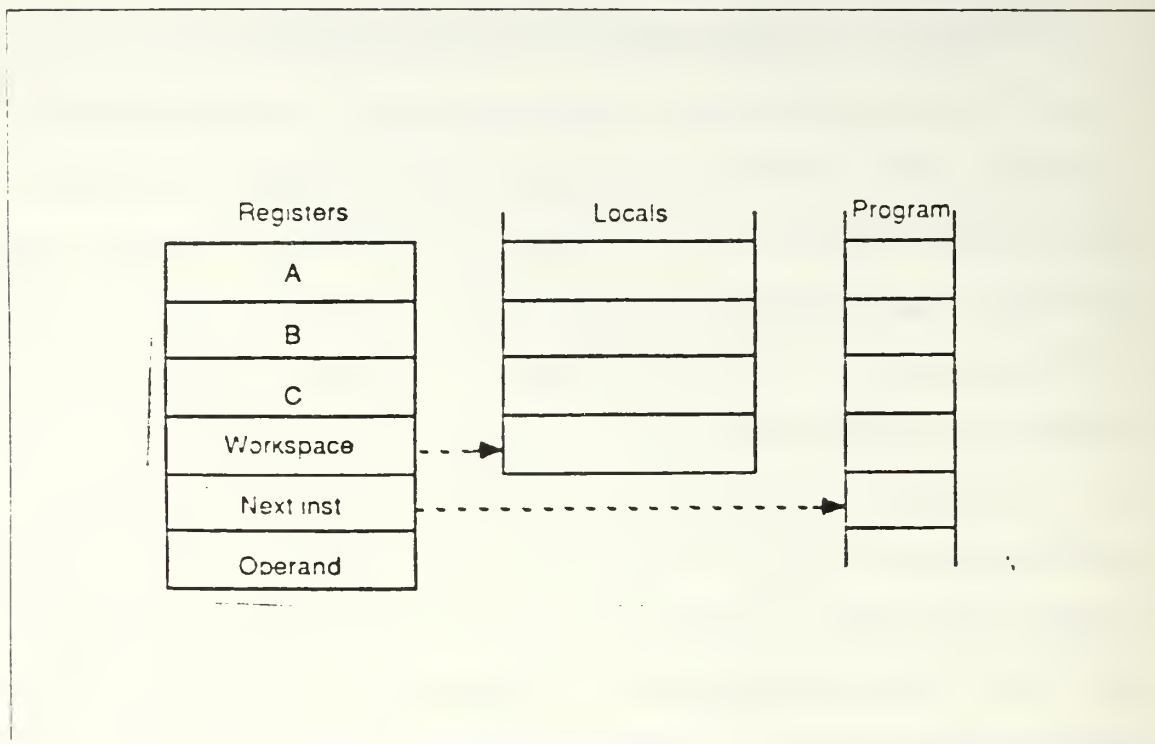 Registers
Locals
Program
A
B
C
Workspace
Next inst
Operand